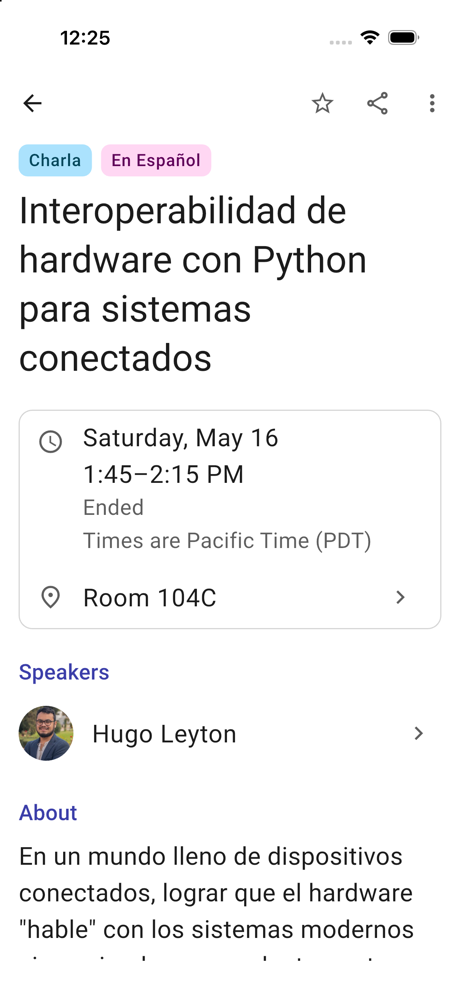 12:25
Charla
En Español
Interoperabilidad de
hardware con Python
para sistemas
conectados
Saturday, May 16
1:45–2:15 PM
Ended
Times are Pacific Time (PDT)
Room 104C
Speakers
Hugo Leyton
About
En un mundo lleno de dispositivos
conectados, lograr que el hardware
"hable" con los sistemas modernos